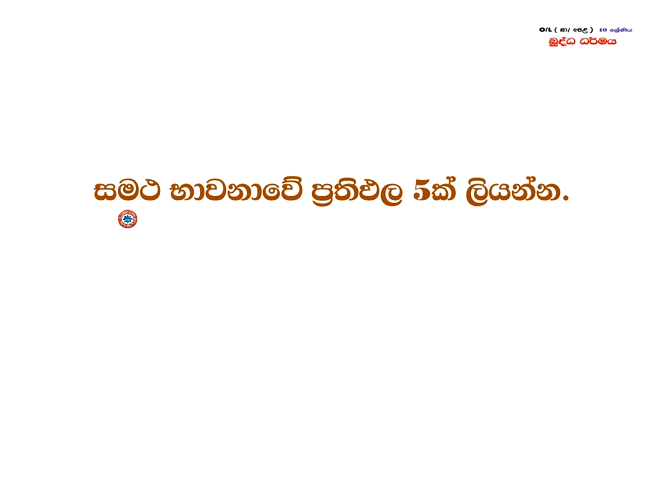 O/L ( සා/ පෙළ ) 10 ශ්‍රේණිය
බුද්ධ ධර්මය
සමථ භාවනාවේ ප්‍රතිඵල 5ක් ලියන්න.